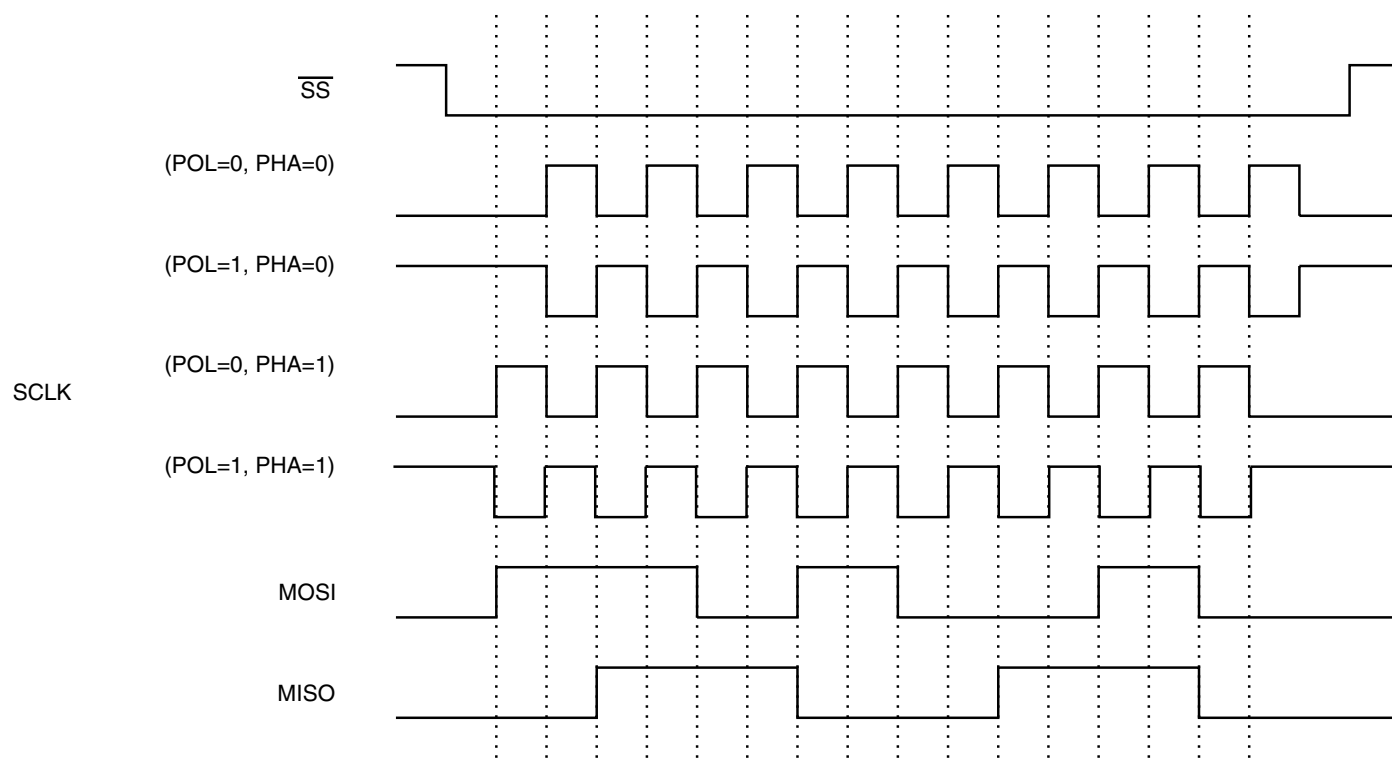 SS
(POL=0, PHA=0)
(POL=1, PHA=0)
(POL=0, PHA=1)
SCLK
(POL=1, PHA=1)
MOSI
MISO